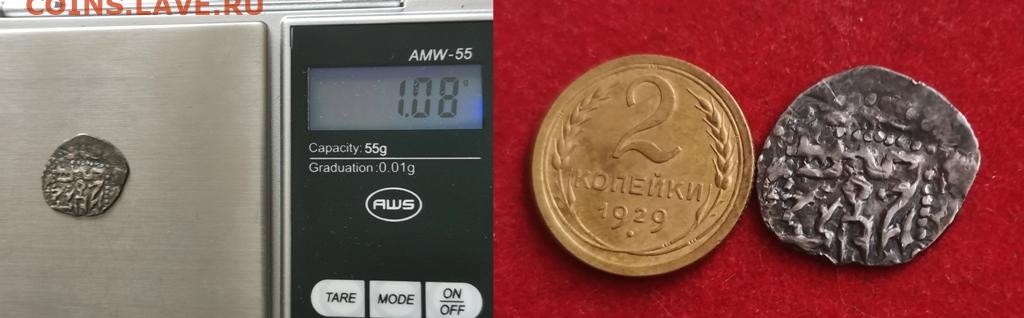 COINS.LAVE.RU
AMW-55
1.08 g
Capacity: 55g
Graduation:0.01g
AWS
TARE MODE ON OFF
2
КОПЕЙКИ
1929